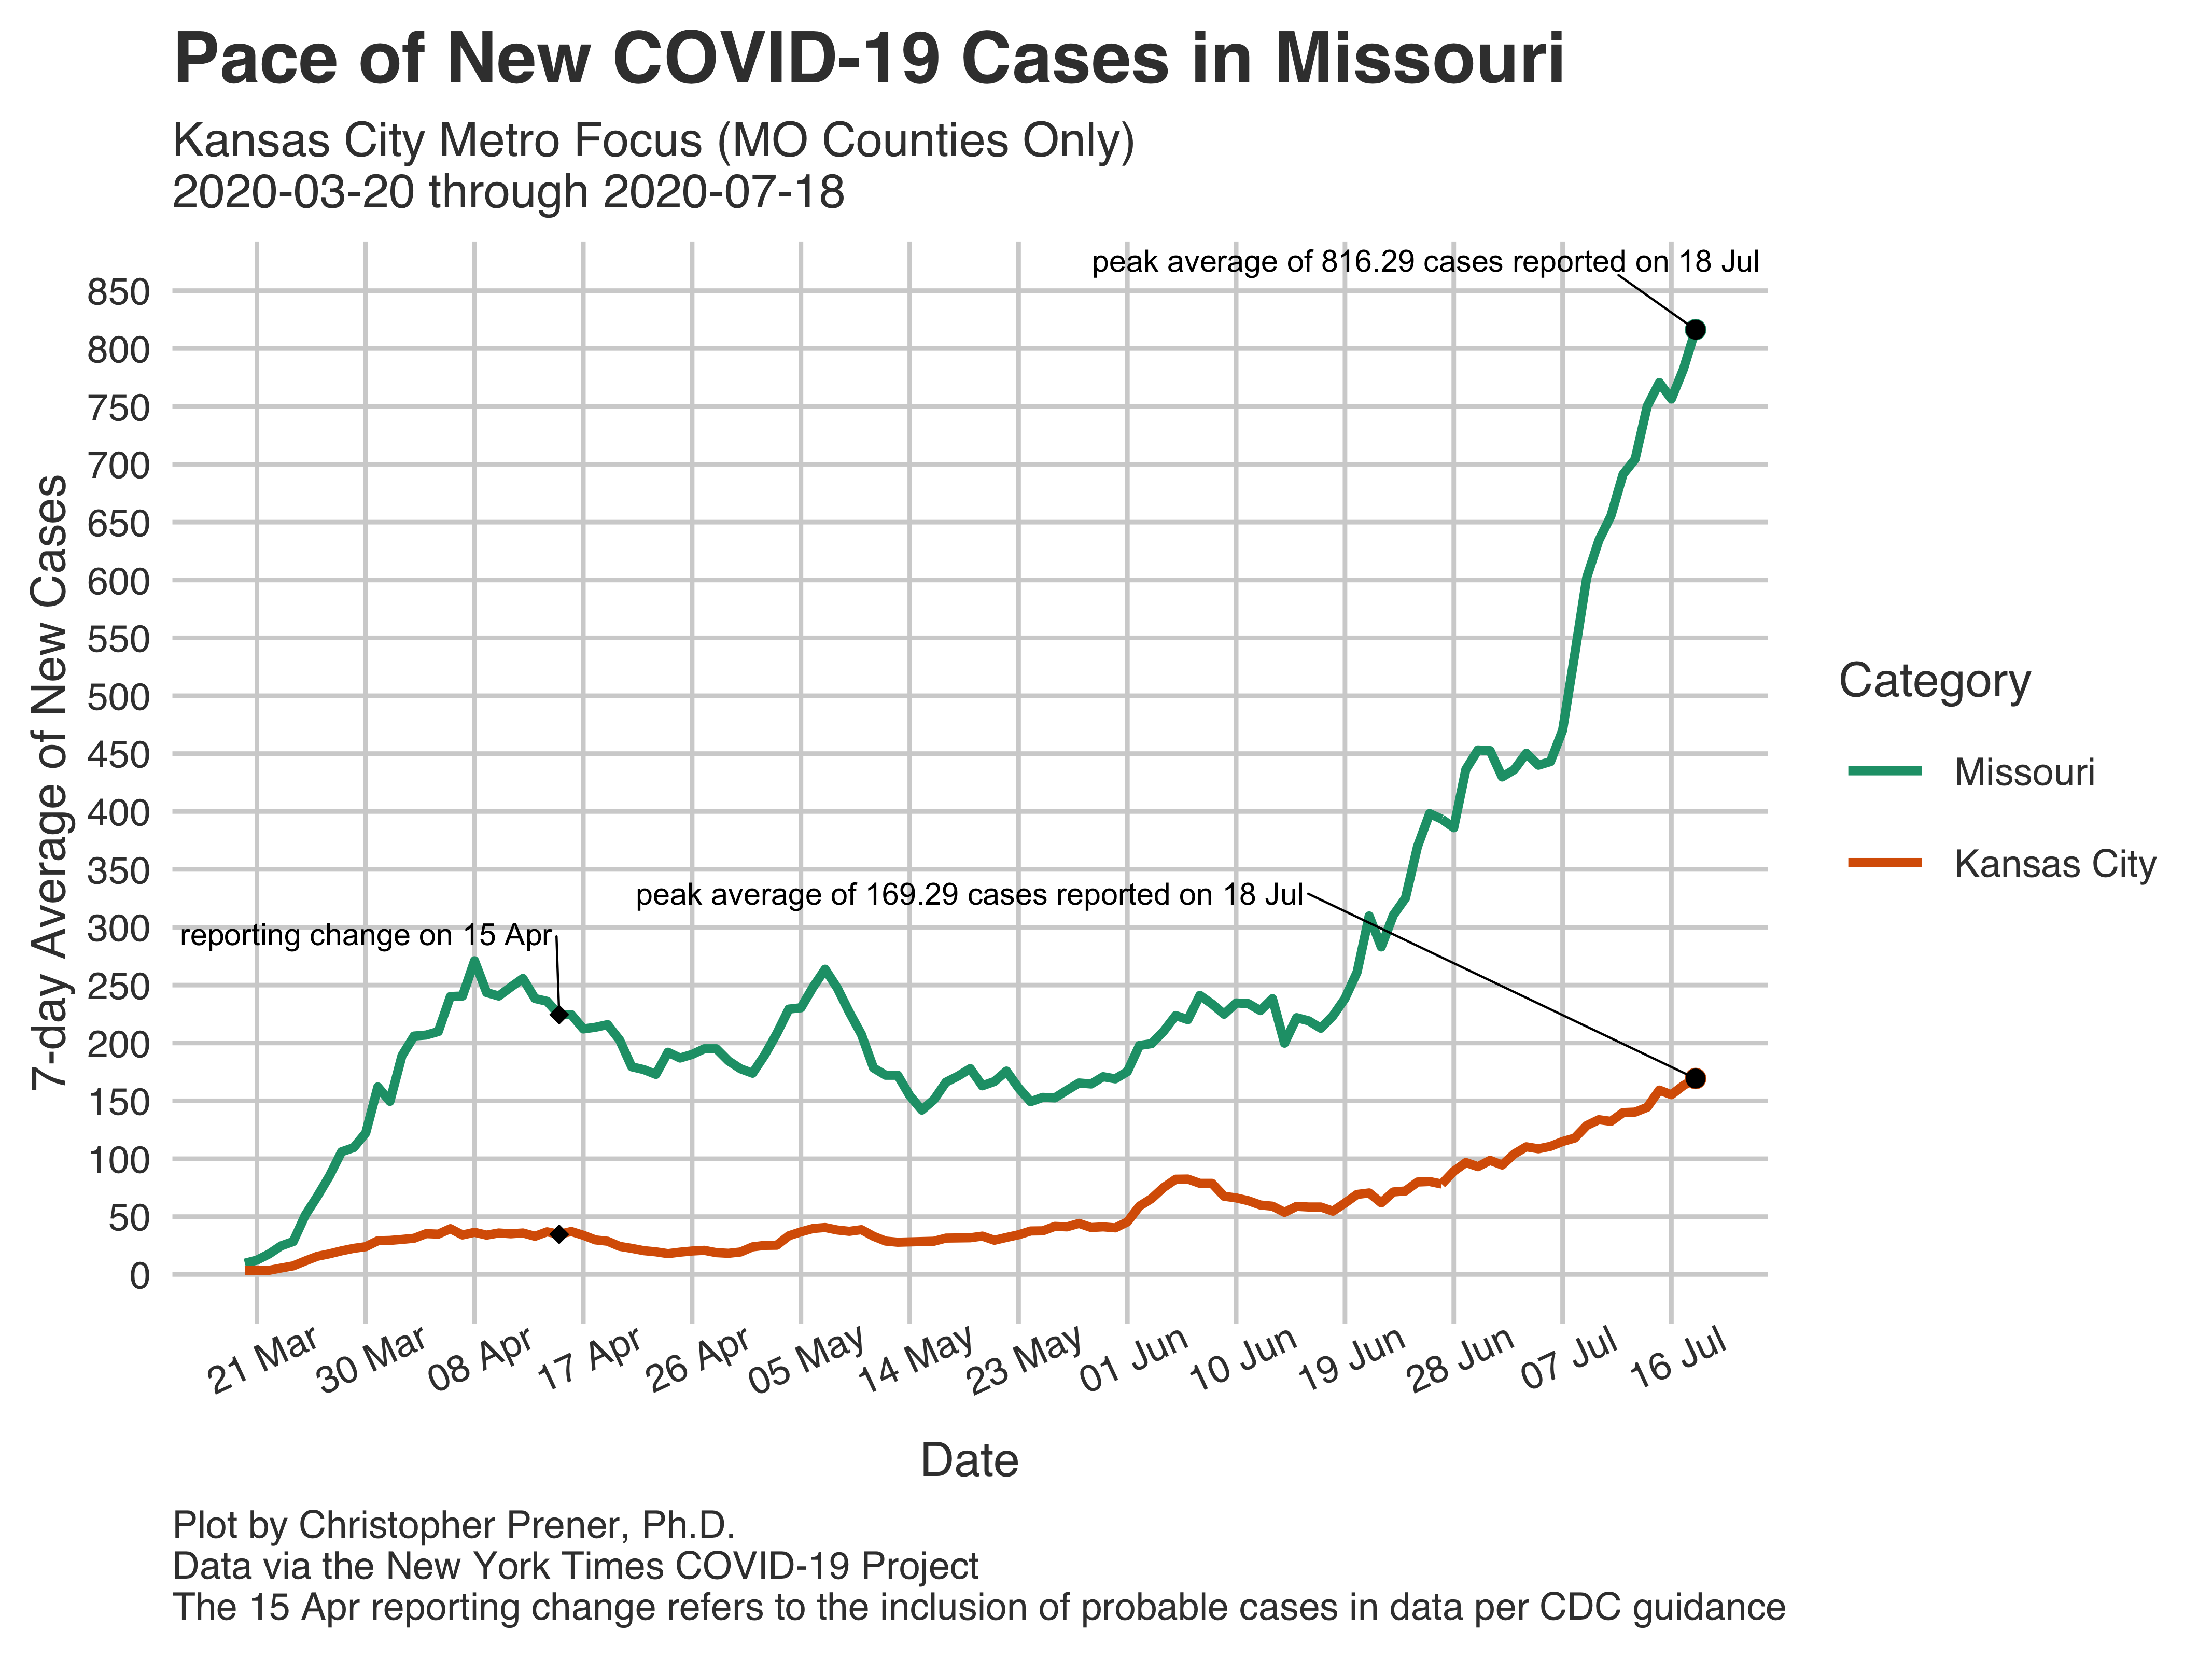 Pace of New COVID-19 Cases in Missouri
Kansas City Metro Focus (MO Counties Only)
2020-03-20 through 2020-07-18
peak average of 816.29 cases reported on 18 Jul
850
800
750
700
650
600
550
500
450
400
350
300
250
200
150
100
50
0
7-day Average of New Cases
peak average of 169.29 cases reported on 18 Jul
reporting change on 15 Apr
Category
Missouri
Kansas City
21 Mar
30 Mar
08 Apr
17 Apr
26 Apr
05 May
14 May
23 May
01 Jun
10 Jun
19 Jun
28 Jun
07 Jul
16 Jul
Date
Plot by Christopher Prener, Ph.D.
Data via the New York Times COVID-19 Project
The 15 Apr reporting change refers to the inclusion of probable cases in data per CDC guidance